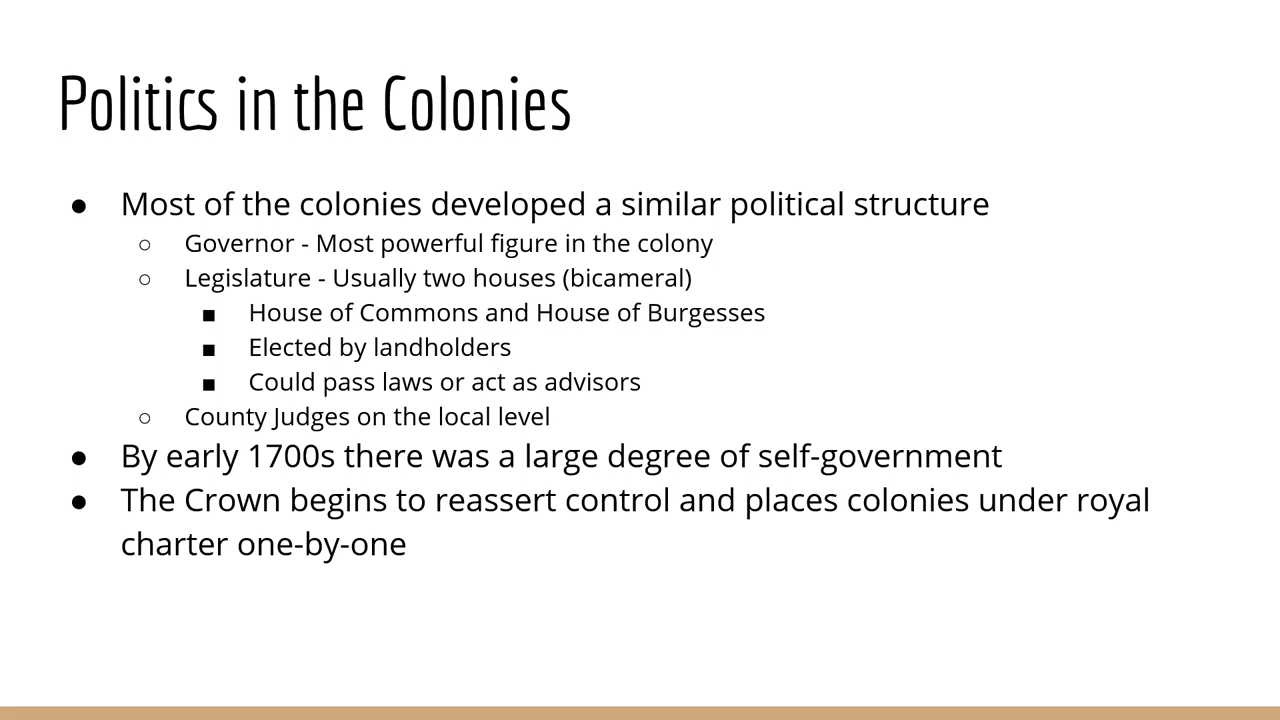 Politics in the Colonies
● Most of the colonies developed a similar political structure
○ Governor - Most powerful figure in the colony
○ Legislature - Usually two houses (bicameral)
■ House of Commons and House of Burgesses
■ Elected by landholders
■ Could pass laws or act as advisors
○ County Judges on the local level
● By early 1700s there was a large degree of self-government
● The Crown begins to reassert control and places colonies under royal
charter one-by-one